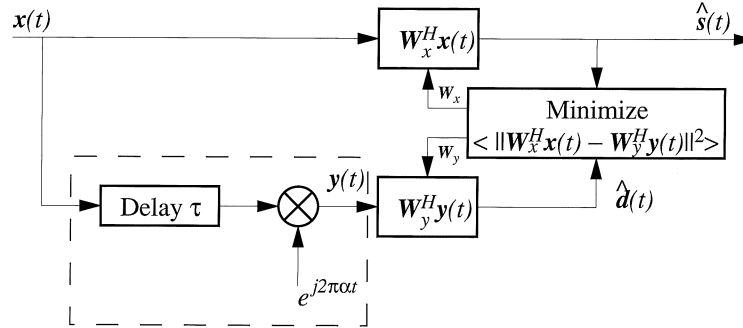 x(t)
ŝ(t)
W_x^H x(t)
w_x
Minimize
< ||W_x^H x(t) – W_y^H y(t)||² >
w_y
y(t)
Delay τ
W_y^H y(t)
d̂(t)
e^{j2παt}